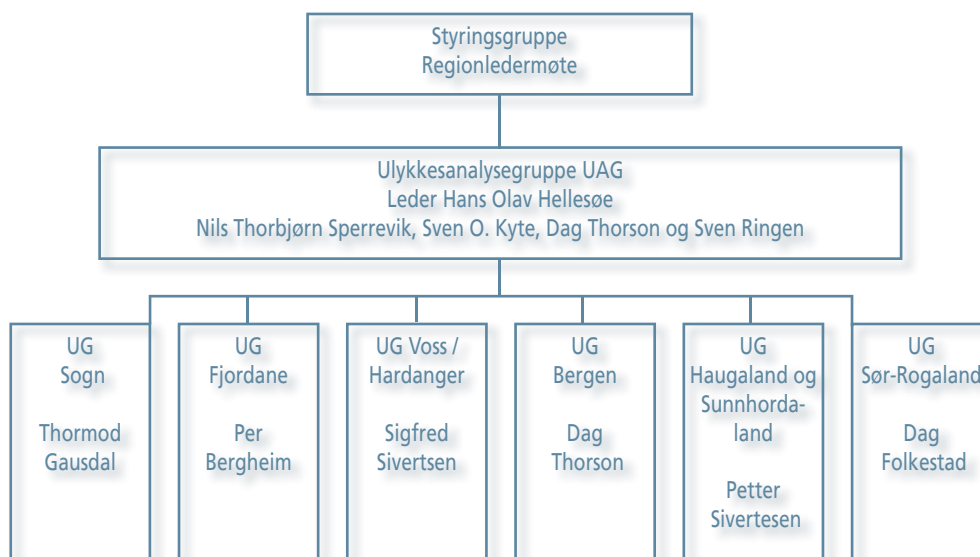 Styringsgruppe
Regionledermøte
Ulykkesanalysegruppe UAG
Leder Hans Olav Hellesøe
Nils Thorbjørn Sperrevik, Sven O. Kyte, Dag Thorson og Sven Ringen
UG
Sogn
Thormod
Gausdal
UG
Fjordane
Per
Bergheim
UG Voss /
Hardanger
Sigfred
Sivertsen
UG
Bergen
Dag
Thorson
UG
Haugaland og
Sunnhorda-
land
Petter
Sivertesen
UG
Sør-Rogaland
Dag
Folkestad